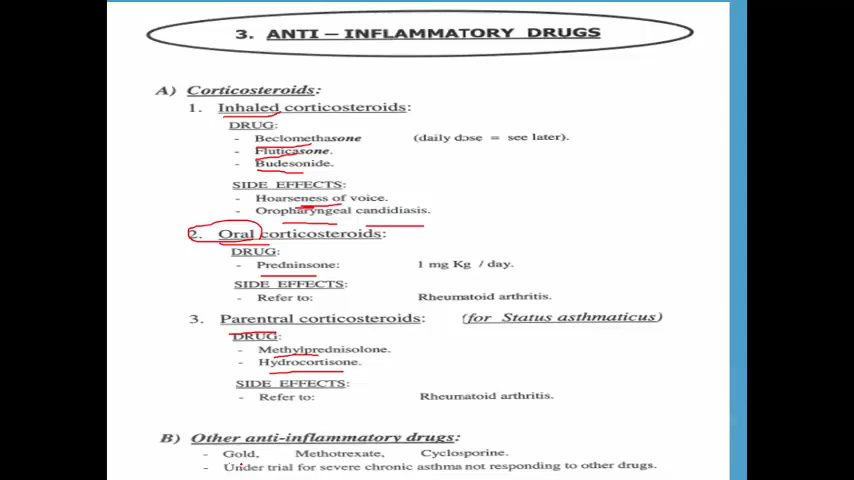 3. ANTI – INFLAMMATORY DRUGS
A) Corticosteroids:
1. Inhaled corticosteroids:
DRUG:
- Beclomethasone (daily dose = see later).
- Fluticasone.
- Budesonide.
SIDE EFFECTS:
- Hoarseness of voice.
- Oropharyngeal candidiasis.
2. Oral corticosteroids:
DRUG:
- Predninsone: 1 mg Kg / day.
SIDE EFFECTS:
- Refer to: Rheumatoid arthritis.
3. Parentral corticosteroids: (for Status asthmaticus)
DRUG:
- Methylprednisolone.
- Hydrocortisone.
SIDE EFFECTS:
- Refer to: Rheumatoid arthritis.
B) Other anti-inflammatory drugs:
- Gold, Methotrexate, Cyclosporine.
- Under trial for severe chronic asthma not responding to other drugs.